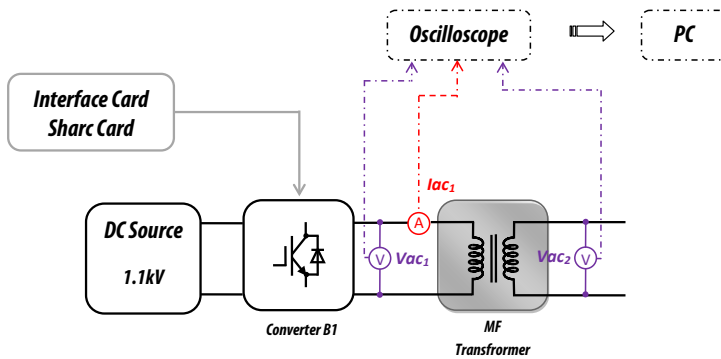 Oscilloscope
PC
Interface Card
Sharc Card
Iac₁
A
DC Source
1.1kV
V
Vac₁
Vac₂
V
Converter B1
MF
Transfrormer